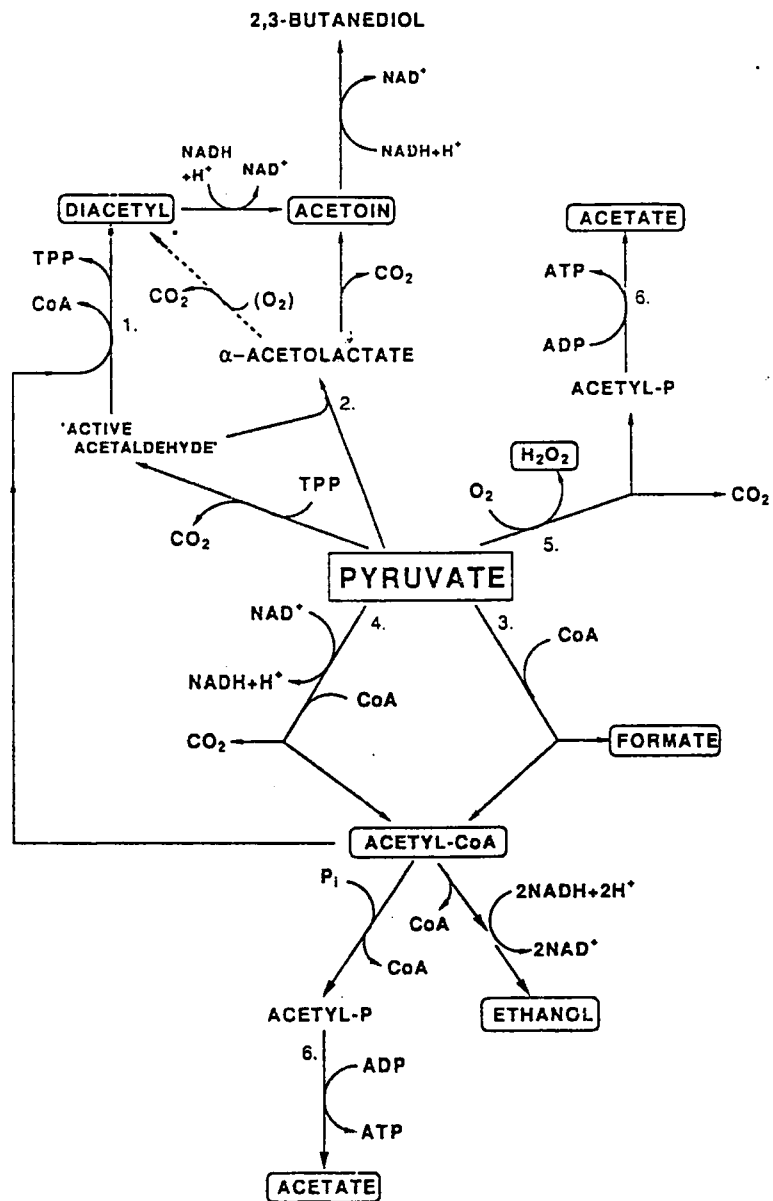 2,3-BUTANEDIOL
NAD⁺
NADH+H⁺
NADH
+H⁺
NAD⁺
DIACETYL
ACETOIN
ACETATE
TPP
CO₂
ATP
6.
CoA
CO₂
(O₂)
1.
ADP
α-ACETOLACTATE
ACETYL-P
2.
'ACTIVE
ACETALDEHYDE'
H₂O₂
TPP
O₂
CO₂
CO₂
5.
PYRUVATE
NAD⁺
4.
3.
CoA
NADH+H⁺
CoA
CO₂
FORMATE
ACETYL-CoA
Pᵢ
2NADH+2H⁺
CoA
2NAD⁺
CoA
ACETYL-P
ETHANOL
6.
ADP
ATP
ACETATE